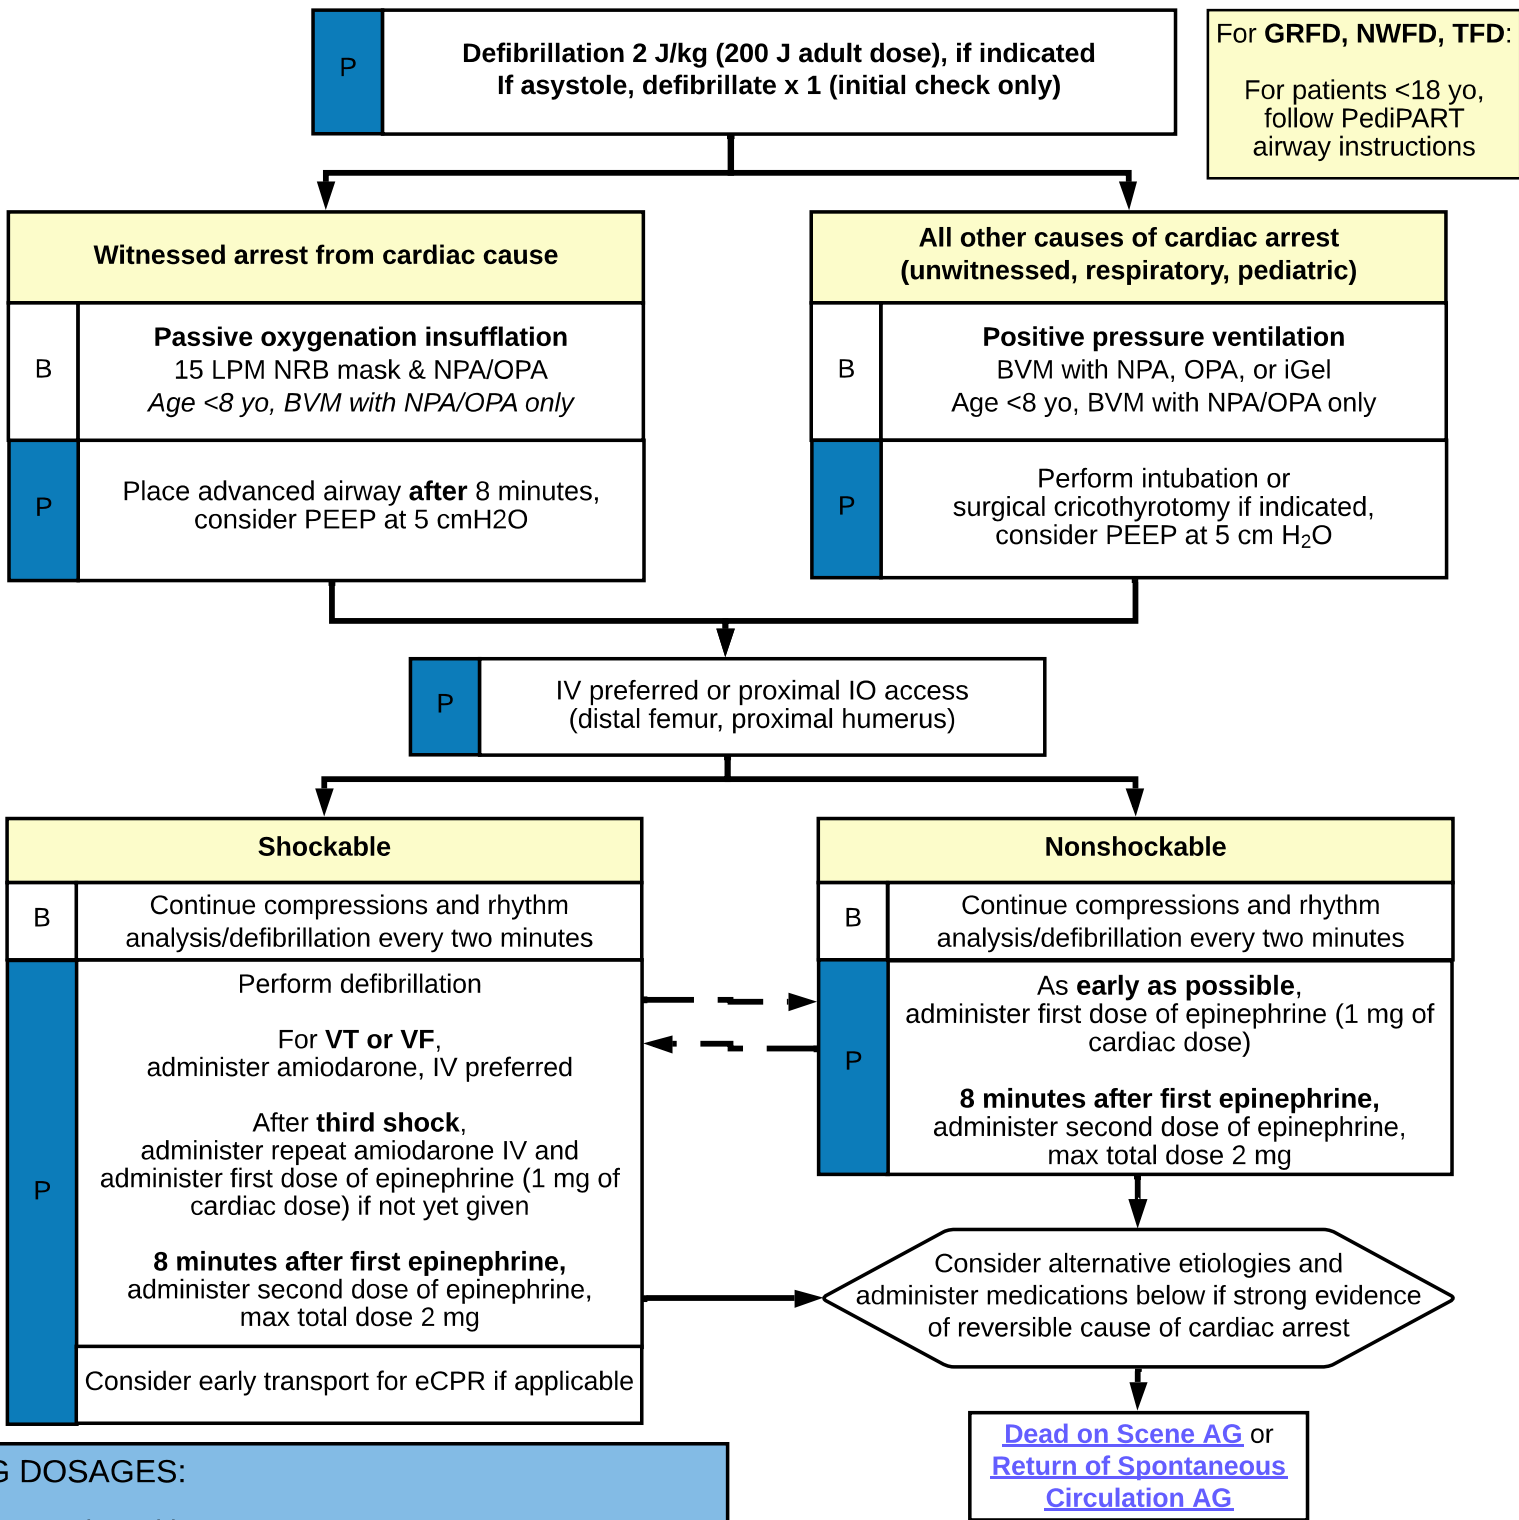 P
Defibrillation 2 J/kg (200 J adult dose), if indicated
If asystole, defibrillate x 1 (initial check only)
For GRFD, NWFD, TFD:
For patients <18 yo,
follow PediPART
airway instructions
Witnessed arrest from cardiac cause
B
Passive oxygenation insufflation
15 LPM NRB mask & NPA/OPA
Age <8 yo, BVM with NPA/OPA only
P
Place advanced airway after 8 minutes,
consider PEEP at 5 cmH2O
All other causes of cardiac arrest
(unwitnessed, respiratory, pediatric)
B
Positive pressure ventilation
BVM with NPA, OPA, or iGel
Age <8 yo, BVM with NPA/OPA only
P
Perform intubation or
surgical cricothyrotomy if indicated,
consider PEEP at 5 cm H₂O
P
IV preferred or proximal IO access
(distal femur, proximal humerus)
Shockable
B
Continue compressions and rhythm
analysis/defibrillation every two minutes
P
Perform defibrillation
For VT or VF,
administer amiodarone, IV preferred
After third shock,
administer repeat amiodarone IV and
administer first dose of epinephrine (1 mg of
cardiac dose) if not yet given
8 minutes after first epinephrine,
administer second dose of epinephrine,
max total dose 2 mg
Consider early transport for eCPR if applicable
Nonshockable
B
Continue compressions and rhythm
analysis/defibrillation every two minutes
P
As early as possible,
administer first dose of epinephrine (1 mg of
cardiac dose)
8 minutes after first epinephrine,
administer second dose of epinephrine,
max total dose 2 mg
Consider alternative etiologies and
administer medications below if strong evidence
of reversible cause of cardiac arrest
Dead on Scene AG or
Return of Spontaneous
Circulation AG
G DOSAGES: